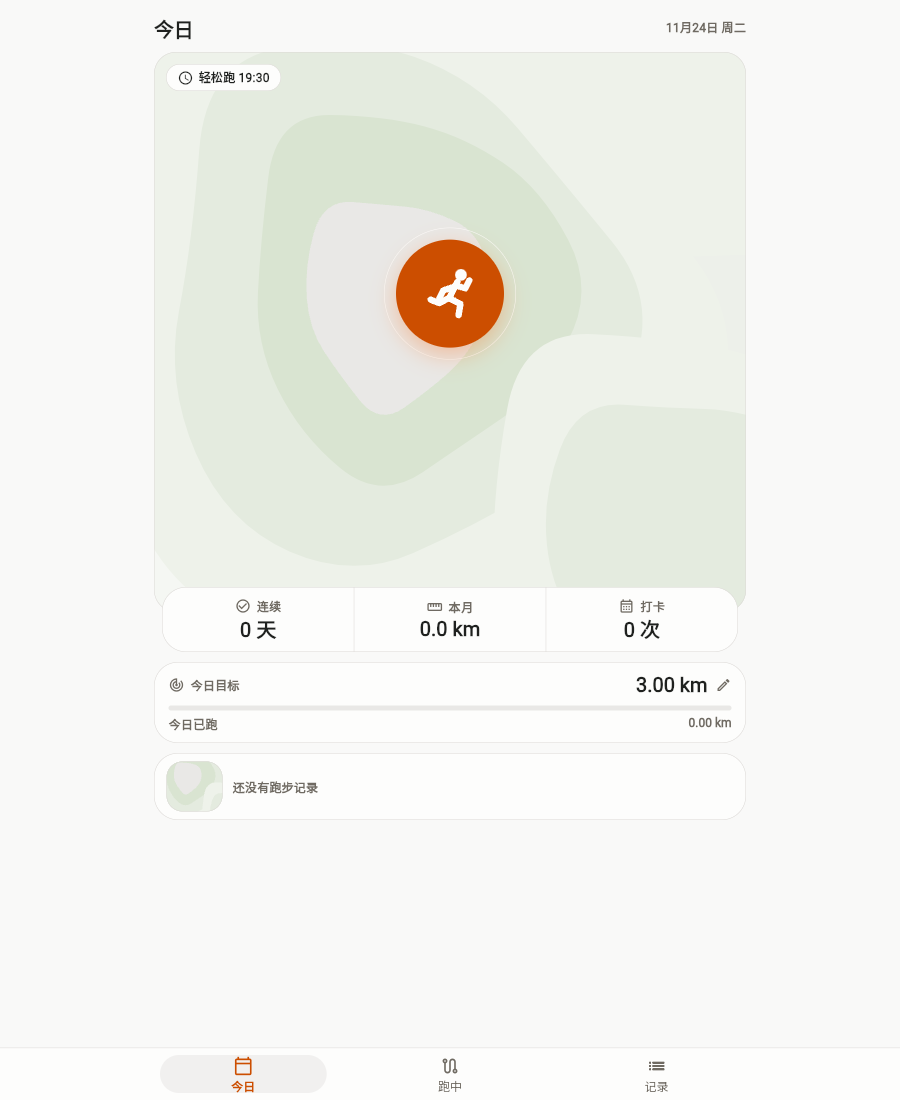 今日
11月24日 周二
轻松跑 19:30
连续
0 天
本月
0.0 km
打卡
0 次
今日目标
3.00 km
今日已跑
0.00 km
还没有跑步记录
今日
跑中
记录